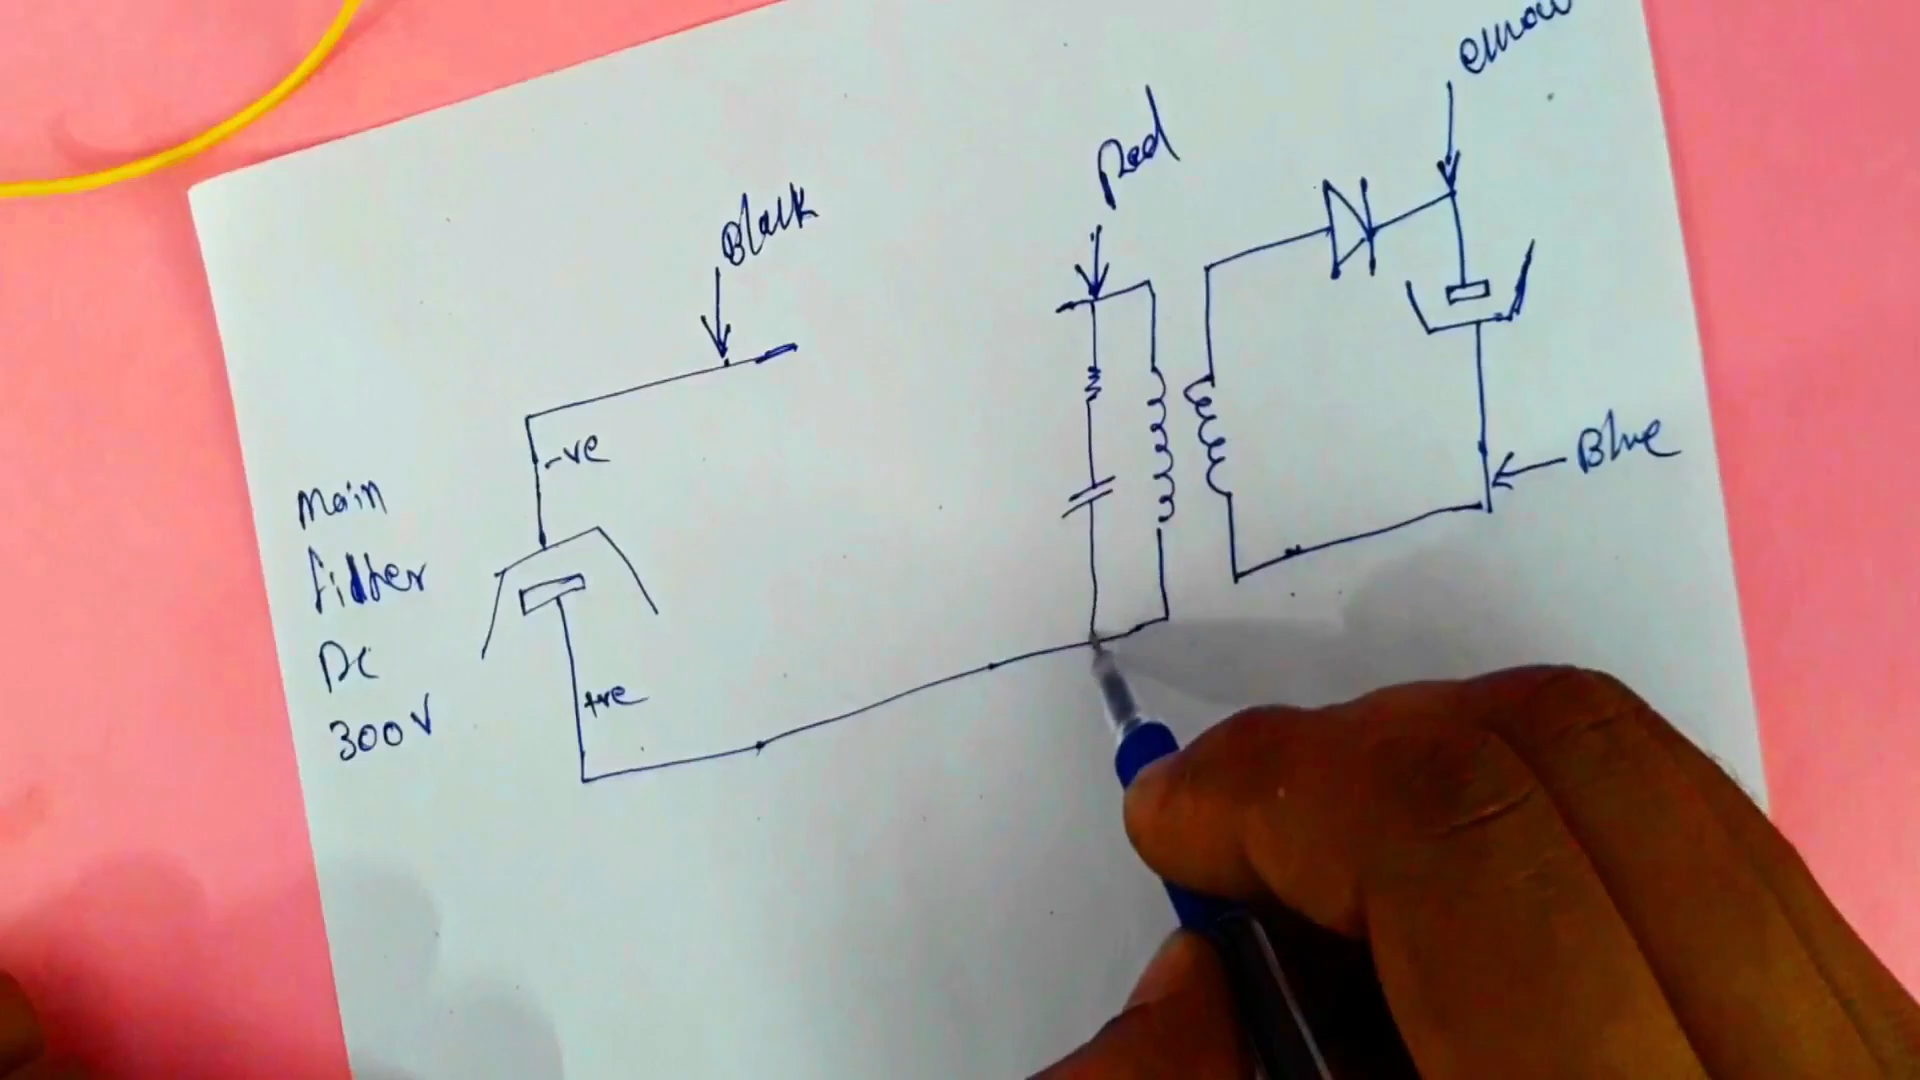 Black
Red
-ve
Main
filter
DC
300V
+ve
Blue